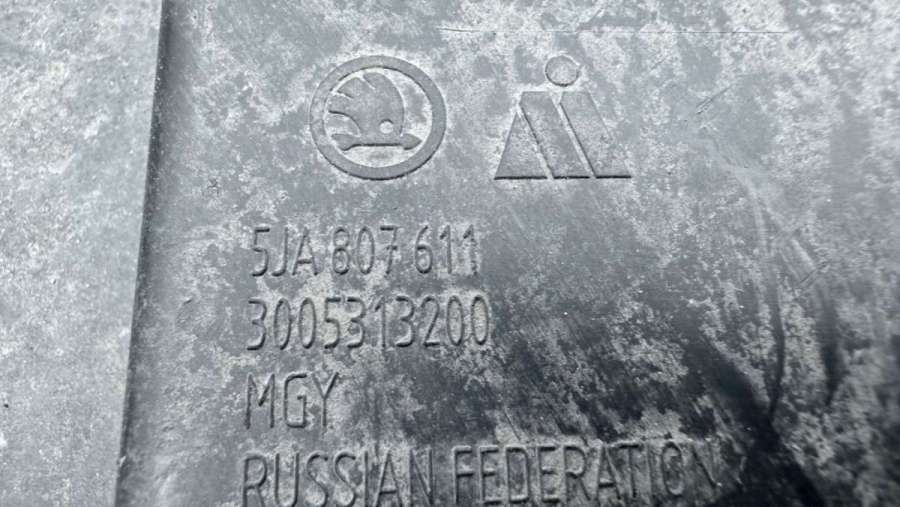 5JA 807 611
3005313200
MGY
RUSSIAN FEDERATION